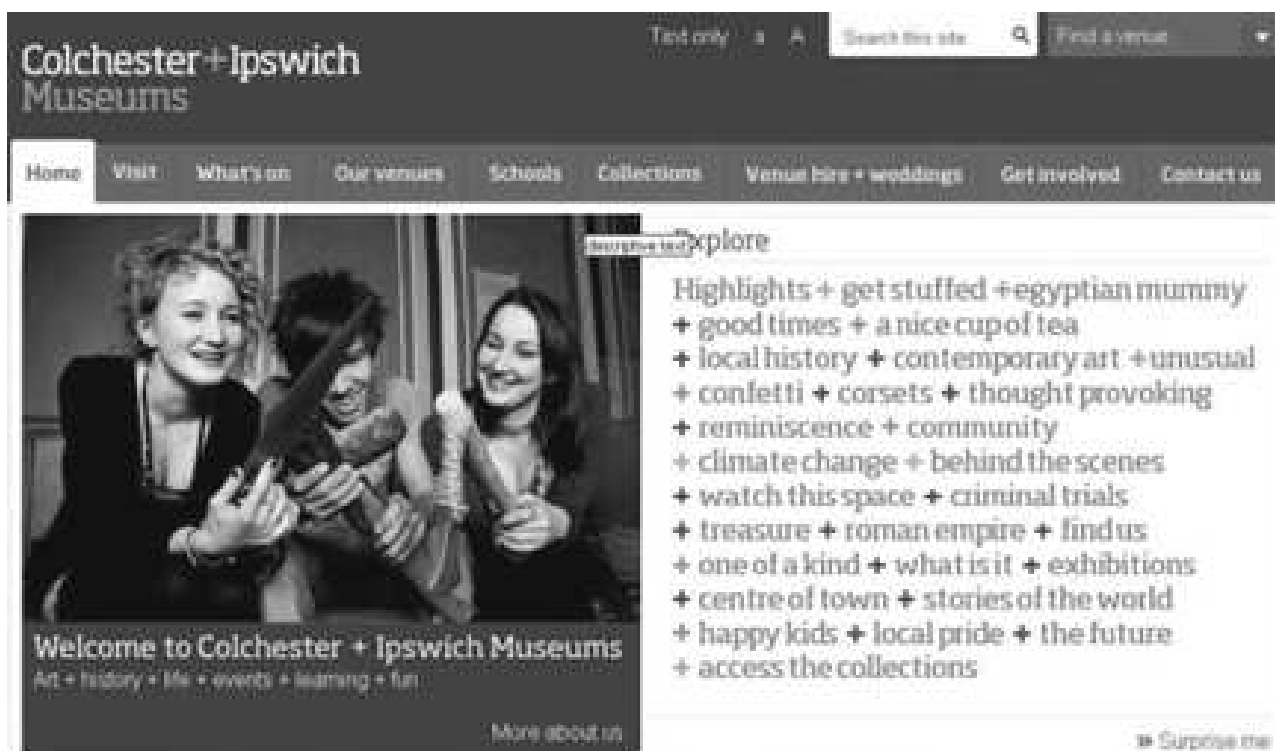 Text only a A Search this site Find a venue
Colchester+Ipswich
Museums
Home Visit What's on Our venues Schools Collections Venue hire + weddings Get involved Contact us
descriptive text
Explore
Highlights + get stuffed +egyptian mummy
+ good times + a nice cup of tea
+ local history + contemporary art +unusual
+ confetti + corsets + thought provoking
+ reminiscence + community
+ climate change + behind the scenes
+ watch this space + criminal trials
+ treasure + roman empire + find us
+ one of a kind + what is it + exhibitions
+ centre of town + stories of the world
+ happy kids + local pride + the future
+ access the collections
Welcome to Colchester + Ipswich Museums
Art + history + life + events + learning + fun
More about us
» Surprise me